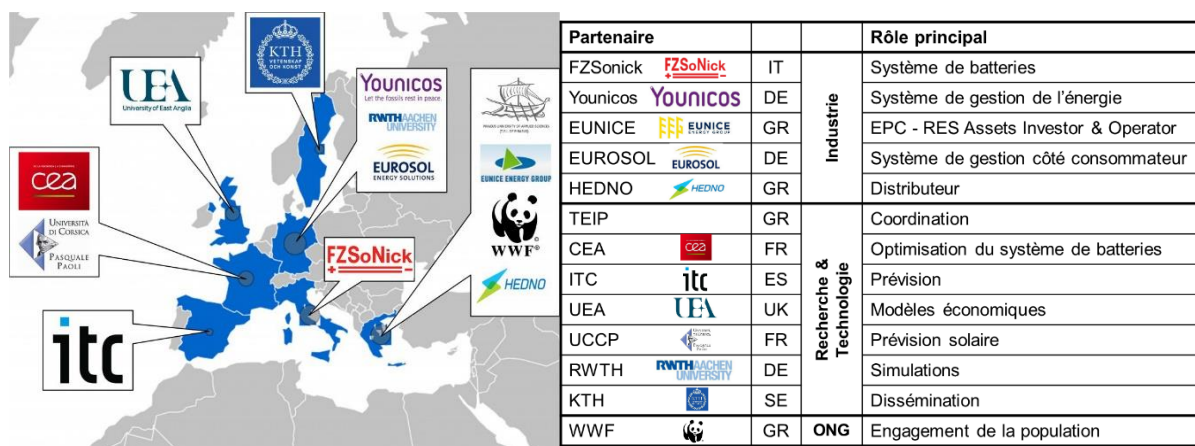 KTH
VETENSKAP
OCH KONST
UEA
University of East Anglia
Younicos
Let the fossils rest in peace.
RWTHAACHEN
UNIVERSITY
EUROSOL
ENERGY SOLUTIONS
EUNICE ENERGY GROUP
WWF
HEDNO
cea
UNIVERSITÀ
DI CORSICA
PASQUALE
PAOLI
FZSoNick
itc
Partenaire Rôle principal
FZSonick FZSoNick IT Système de batteries
Younicos Younicos DE Système de gestion de l'énergie
EUNICE EUNICE ENERGY GROUP GR EPC - RES Assets Investor & Operator
EUROSOL EUROSOL DE Système de gestion côté consommateur
HEDNO HEDNO GR Distributeur
Industrie
TEIP GR Coordination
CEA cea FR Optimisation du système de batteries
ITC itc ES Prévision
UEA UEA UK Modèles économiques
UCCP FR Prévision solaire
RWTH RWTHAACHEN UNIVERSITY DE Simulations
KTH SE Dissémination
Recherche &
Technologie
WWF GR ONG Engagement de la population